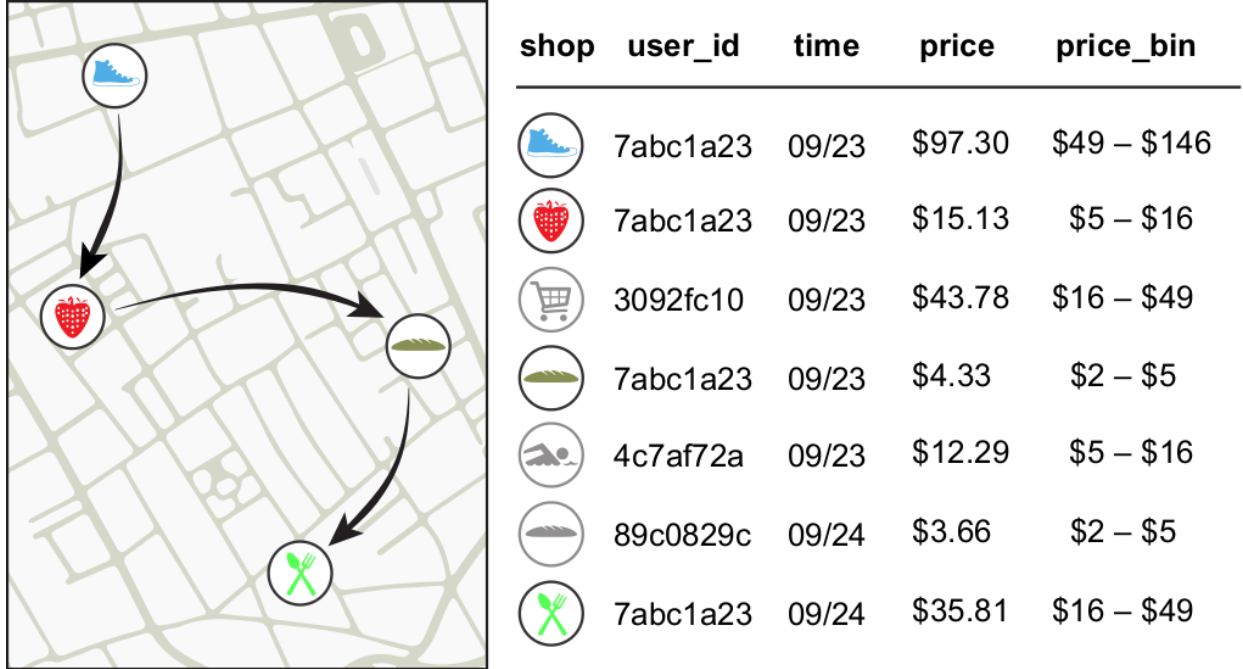 shop user_id time price price_bin
7abc1a23 09/23 $97.30 $49 – $146
7abc1a23 09/23 $15.13 $5 – $16
3092fc10 09/23 $43.78 $16 – $49
7abc1a23 09/23 $4.33 $2 – $5
4c7af72a 09/23 $12.29 $5 – $16
89c0829c 09/24 $3.66 $2 – $5
7abc1a23 09/24 $35.81 $16 – $49